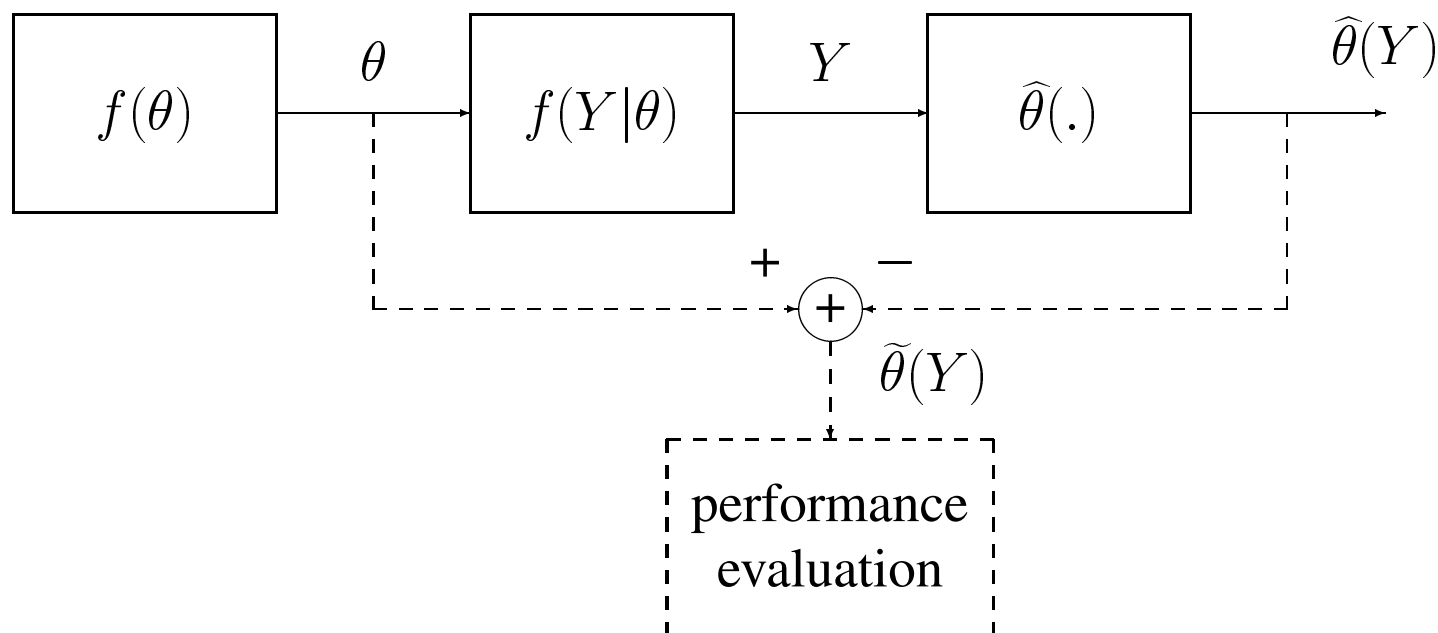 θ
Y
θ̂(Y)
f(θ)
f(Y|θ)
θ̂(.)
+
−
+
θ̃(Y)
performance
evaluation